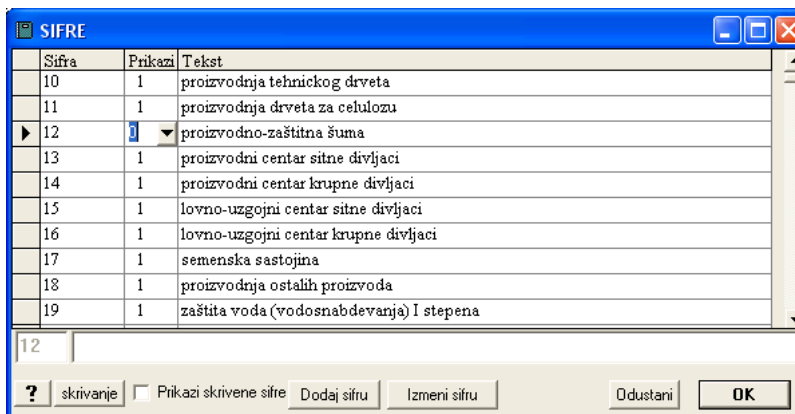 SIFRE
Sifra Prikazi Tekst
10 1 proizvodnja tehnickog drveta
11 1 proizvodnja drveta za celulozu
12 0 proizvodno-zaštitna šuma
13 1 proizvodni centar sitne divljaci
14 1 proizvodni centar krupne divljaci
15 1 lovno-uzgojni centar sitne divljaci
16 1 lovno-uzgojni centar krupne divljaci
17 1 semenska sastojina
18 1 proizvodnja ostalih proizvoda
19 1 zaštita voda (vodosnabdevanja) I stepena
12
? skrivanje Prikazi skrivene sifre Dodaj sifru Izmeni sifru Odustani OK